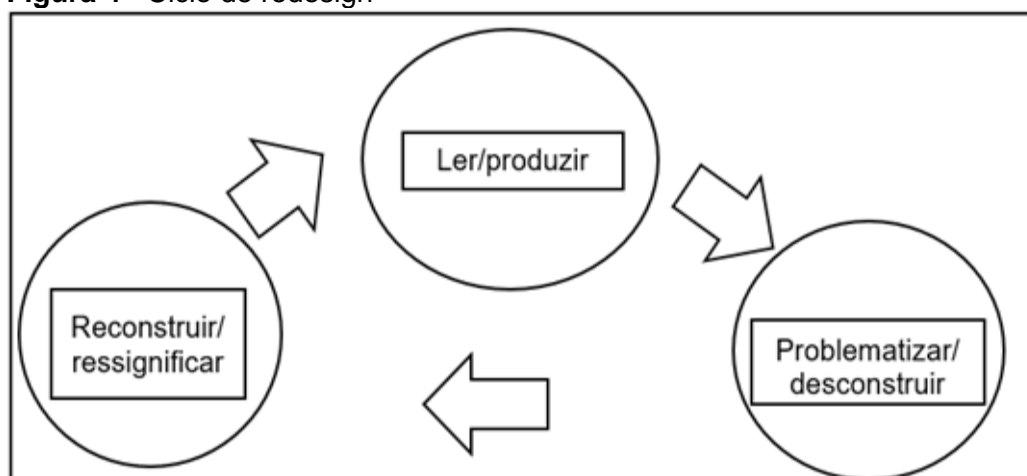 Figura 1 - Ciclo de redesign
Ler/produzir
Reconstruir/
ressignificar
Problematizar/
desconstruir